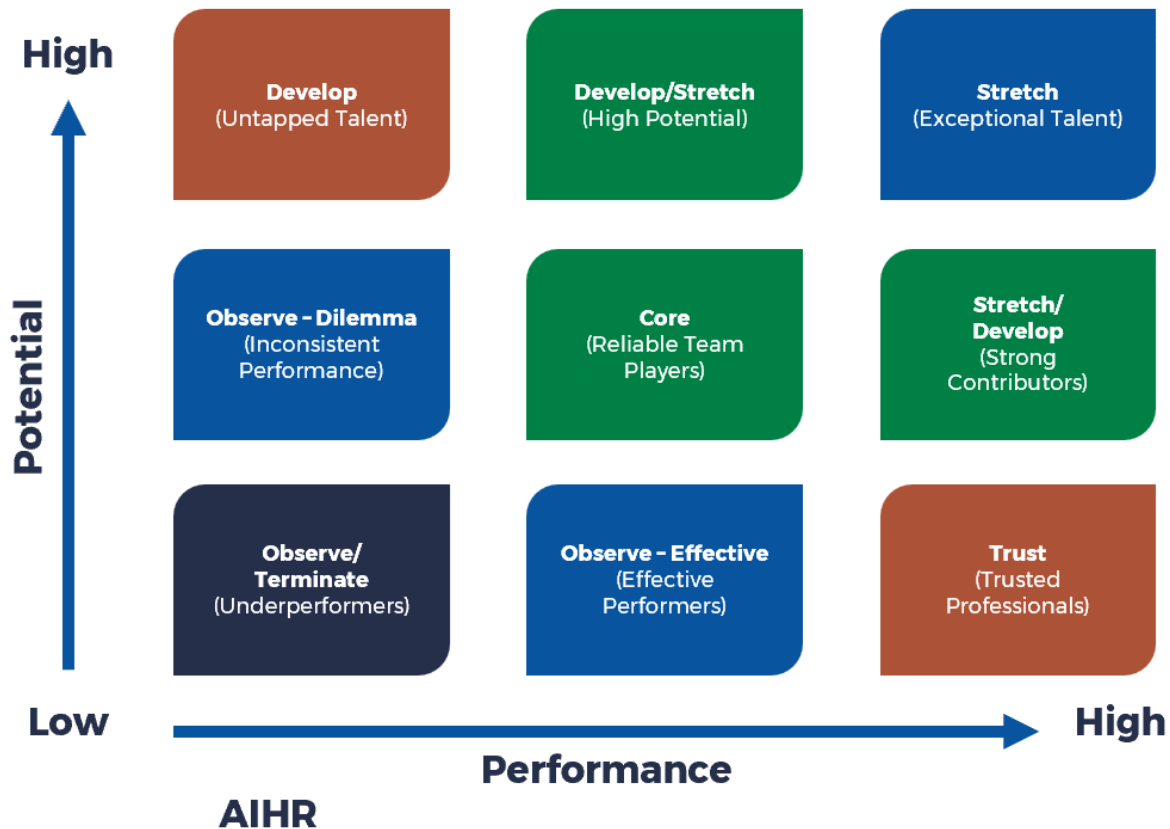 High
Develop
(Untapped Talent)
Develop/Stretch
(High Potential)
Stretch
(Exceptional Talent)
Potential
Observe – Dilemma
(Inconsistent
Performance)
Core
(Reliable Team
Players)
Stretch/
Develop
(Strong
Contributors)
Observe/
Terminate
(Underperformers)
Observe – Effective
(Effective
Performers)
Trust
(Trusted
Professionals)
Low
High
Performance
AIHR